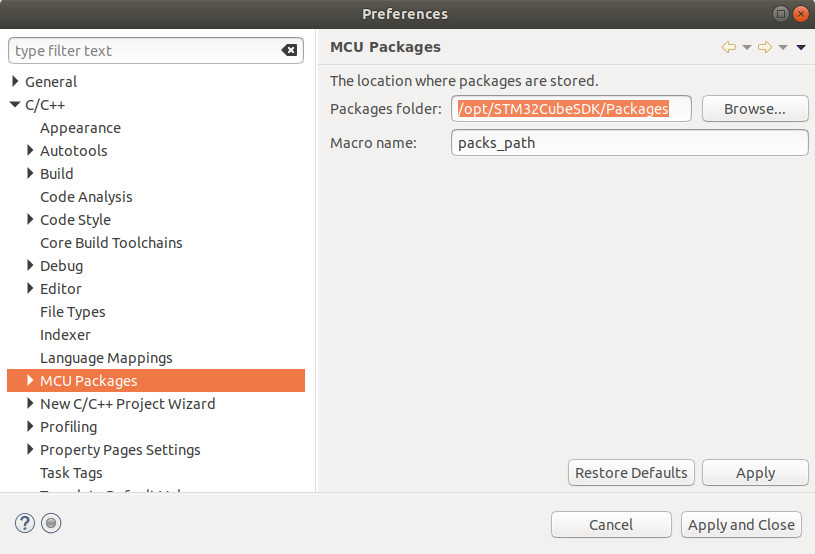 Preferences
type filter text
General
C/C++
Appearance
Autotools
Build
Code Analysis
Code Style
Core Build Toolchains
Debug
Editor
File Types
Indexer
Language Mappings
MCU Packages
New C/C++ Project Wizard
Profiling
Property Pages Settings
Task Tags
MCU Packages
The location where packages are stored.
Packages folder: /opt/STM32CubeSDK/Packages Browse...
Macro name: packs_path
Restore Defaults Apply
? Cancel Apply and Close